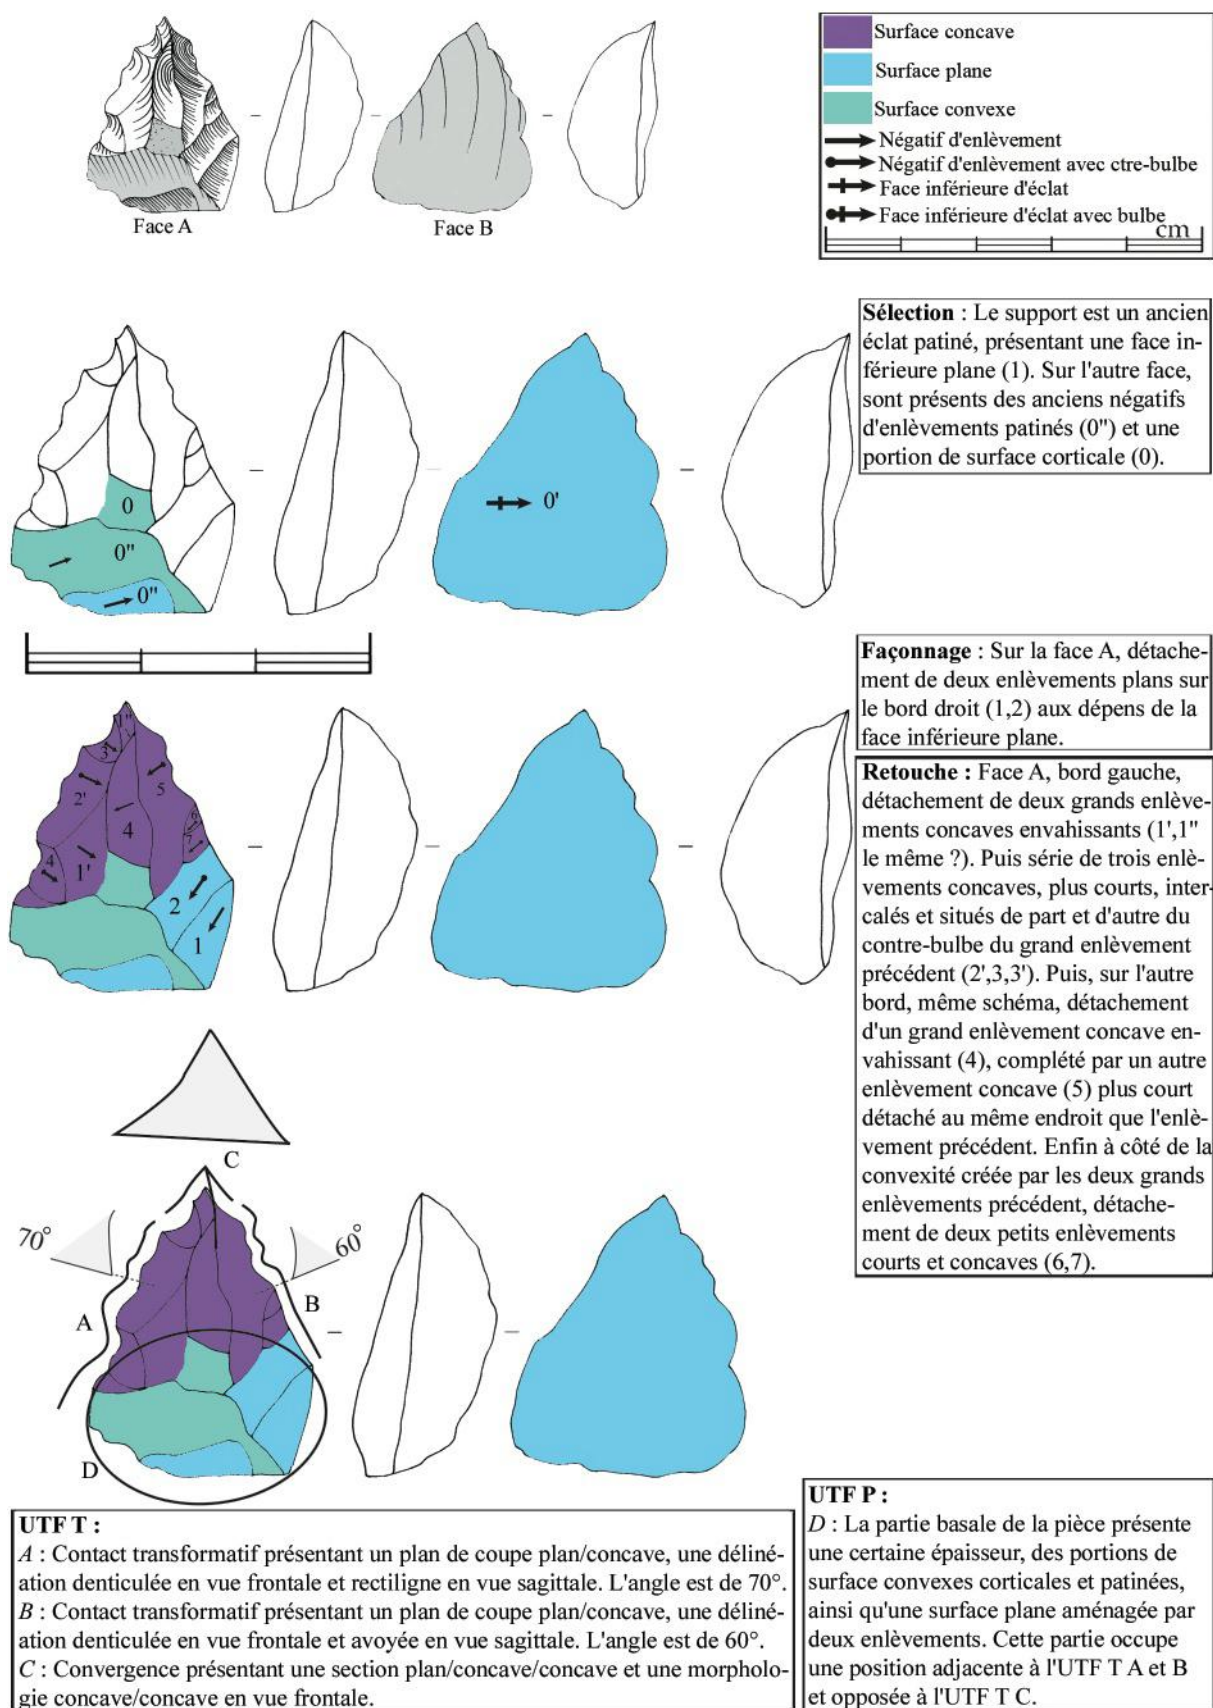 Surface concave
Surface plane
Surface convexe
Négatif d'enlèvement
Négatif d'enlèvement avec ctre-bulbe
Face inférieure d'éclat
Face inférieure d'éclat avec bulbe
cm
Face A
Face B
Sélection : Le support est un ancien
éclat patiné, présentant une face in-
férieure plane (1). Sur l'autre face,
sont présents des anciens négatifs
d'enlèvements patinés (0") et une
portion de surface corticale (0).
0
0"
0"
0'
Façonnage : Sur la face A, détache-
ment de deux enlèvements plans sur
le bord droit (1,2) aux dépens de la
face inférieure plane.
Retouche : Face A, bord gauche,
détachement de deux grands enlève-
ments concaves envahissants (1',1"
le même ?). Puis série de trois enlè-
vements concaves, plus courts, inter-
calés et situés de part et d'autre du
contre-bulbe du grand enlèvement
précédent (2',3,3'). Puis, sur l'autre
bord, même schéma, détachement
d'un grand enlèvement concave en-
vahissant (4), complété par un autre
enlèvement concave (5) plus court
détaché au même endroit que l'enlè-
vement précédent. Enfin à côté de la
convexité créée par les deux grands
enlèvements précédent, détache-
ment de deux petits enlèvements
courts et concaves (6,7).
1"
3
2'
5
4
6
7
4
1'
2
1
C
70°
60°
A
B
D
UTF T :
A : Contact transformatif présentant un plan de coupe plan/concave, une déliné-
ation denticulée en vue frontale et rectiligne en vue sagittale. L'angle est de 70°.
B : Contact transformatif présentant un plan de coupe plan/concave, une déliné-
ation denticulée en vue frontale et avoyée en vue sagittale. L'angle est de 60°.
C : Convergence présentant une section plan/concave/concave et une morpholo-
gie concave/concave en vue frontale.
UTF P :
D : La partie basale de la pièce présente
une certaine épaisseur, des portions de
surface convexes corticales et patinées,
ainsi qu'une surface plane aménagée par
deux enlèvements. Cette partie occupe
une position adjacente à l'UTF T A et B
et opposée à l'UTF T C.